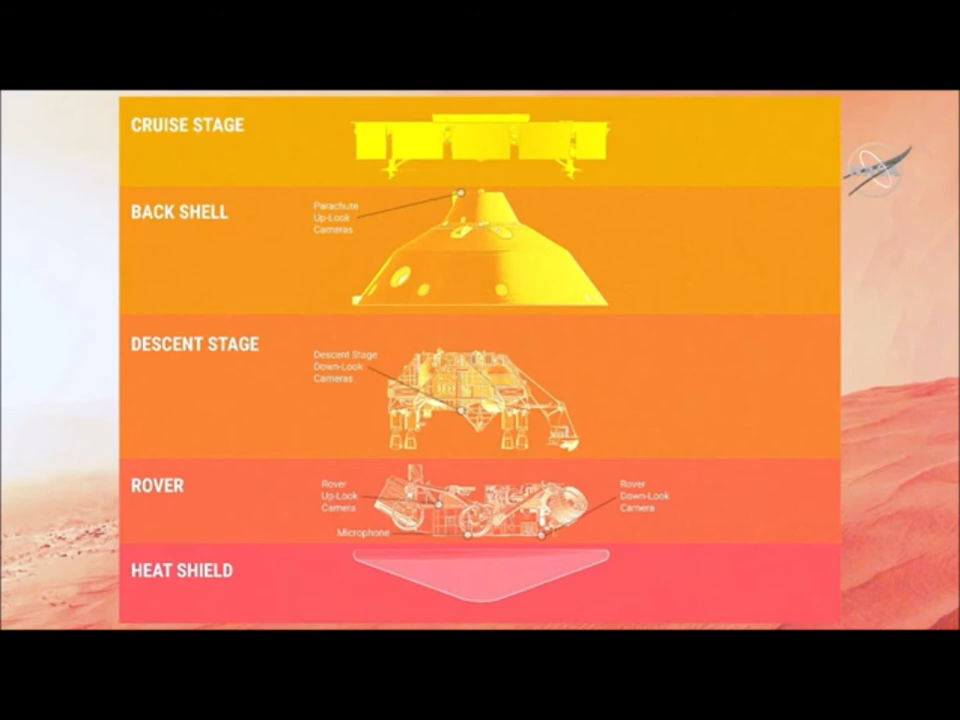 CRUISE STAGE
BACK SHELL
Parachute
Up-Look
Cameras
DESCENT STAGE
Descent Stage
Down-Look
Cameras
ROVER
Rover
Up-Look
Camera
Microphone
Rover
Down-Look
Camera
HEAT SHIELD
NASA